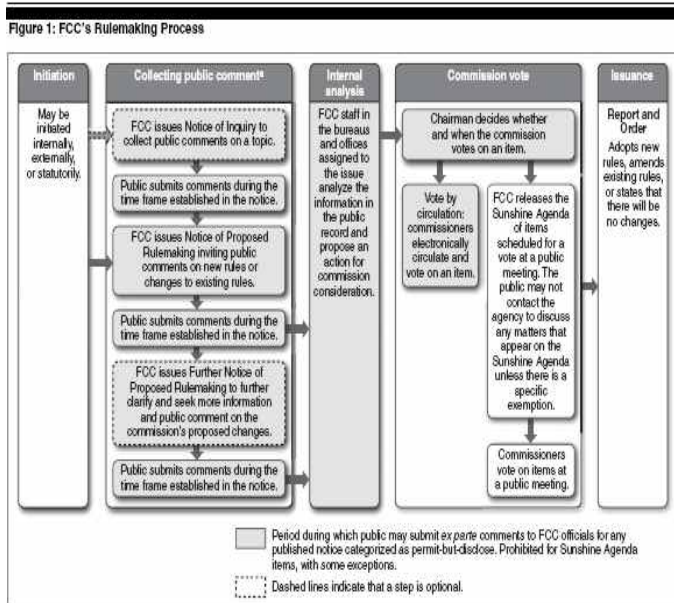 Figure 1: FCC's Rulemaking Process
Initiation
May be
initiated
internally,
externally,
or statutorily.
Collecting public commentª
FCC issues Notice of Inquiry to
collect public comments on a topic.
Public submits comments during the
time frame established in the notice.
FCC issues Notice of Proposed
Rulemaking inviting public
comments on new rules or
changes to existing rules.
Public submits comments during the
time frame established in the notice.
FCC issues Further Notice of
Proposed Rulemaking to further
clarify and seek more information
and public comment on the
commission's proposed changes.
Public submits comments during the
time frame established in the notice.
Internal
analysis
FCC staff in
the bureaus
and offices
assigned to
the issue
analyze the
information in
the public
record and
propose an
action for
commission
consideration.
Commission vote
Chairman decides whether
and when the commission
votes on an item.
Vote by
circulation:
commissioners
electronically
circulate and
vote on an item.
FCC releases the
Sunshine Agenda
of items
scheduled for a
vote at a public
meeting. The
public may not
contact the
agency to discuss
any matters that
appear on the
Sunshine Agenda
unless there is a
specific
exemption.
Commissioners
vote on items at
a public meeting.
Issuance
Report and
Order
Adopts new
rules, amends
existing rules,
or states that
there will be
no changes.
Period during which public may submit ex parte comments to FCC officials for any
published notice categorized as permit-but-disclose. Prohibited for Sunshine Agenda
items, with some exceptions.
Dashed lines indicate that a step is optional.